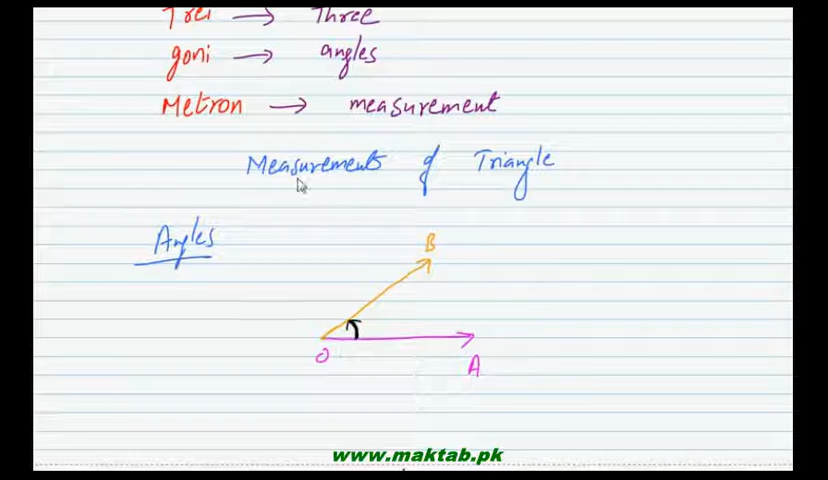 Trei → Three
goni → angles
Metron → measurement
Measurement of Triangle
Angles
B
O
A
www.maktab.pk